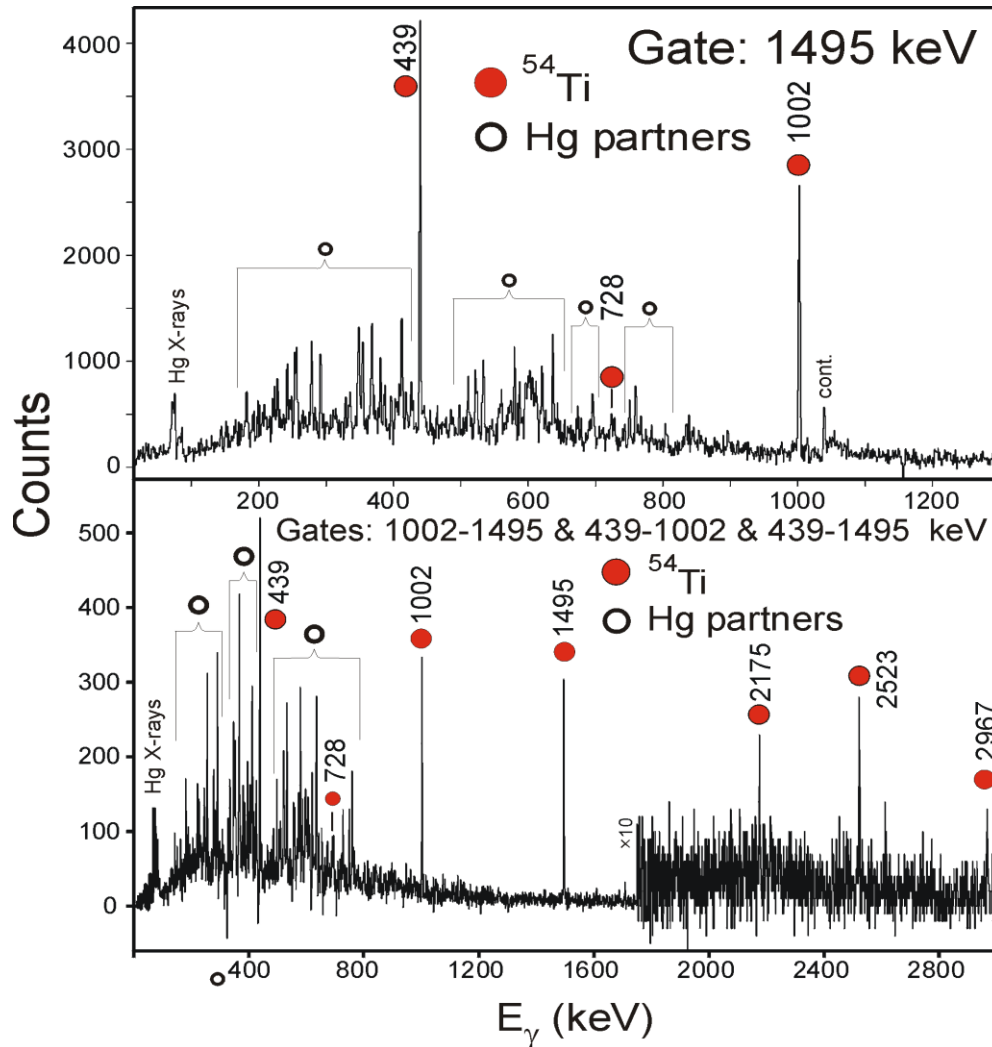 Gate: 1495 keV
439
⁵⁴Ti
Hg partners
1002
728
Hg X-rays
cont.
4000
3000
2000
1000
0
200 400 600 800 1000 1200
Counts
Gates: 1002-1495 & 439-1002 & 439-1495 keV
⁵⁴Ti
Hg partners
439
1002
1495
2175
2523
2967
728
Hg X-rays
×10
500
400
300
200
100
0
400 800 1200 1600 2000 2400 2800
Eγ (keV)